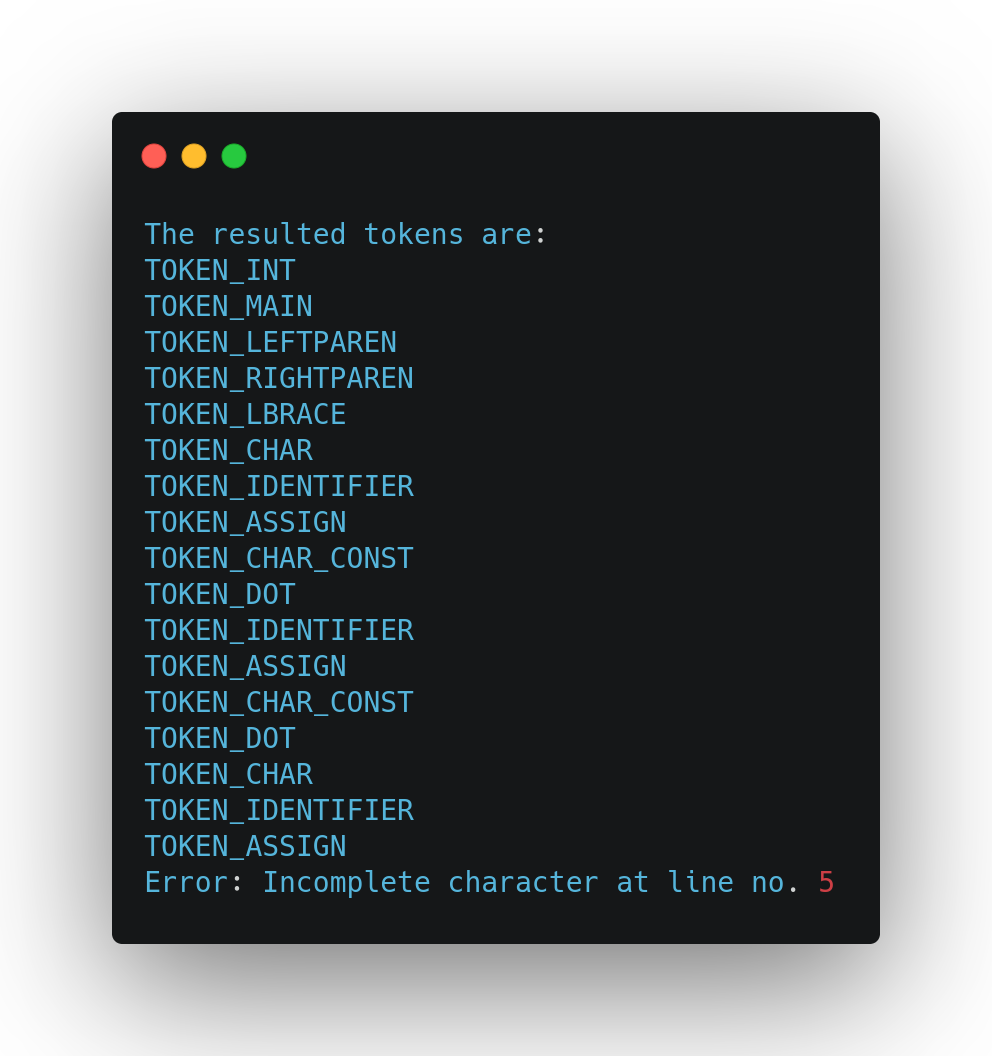 The resulted tokens are:
TOKEN_INT
TOKEN_MAIN
TOKEN_LEFTPAREN
TOKEN_RIGHTPAREN
TOKEN_LBRACE
TOKEN_CHAR
TOKEN_IDENTIFIER
TOKEN_ASSIGN
TOKEN_CHAR_CONST
TOKEN_DOT
TOKEN_IDENTIFIER
TOKEN_ASSIGN
TOKEN_CHAR_CONST
TOKEN_DOT
TOKEN_CHAR
TOKEN_IDENTIFIER
TOKEN_ASSIGN
Error: Incomplete character at line no. 5